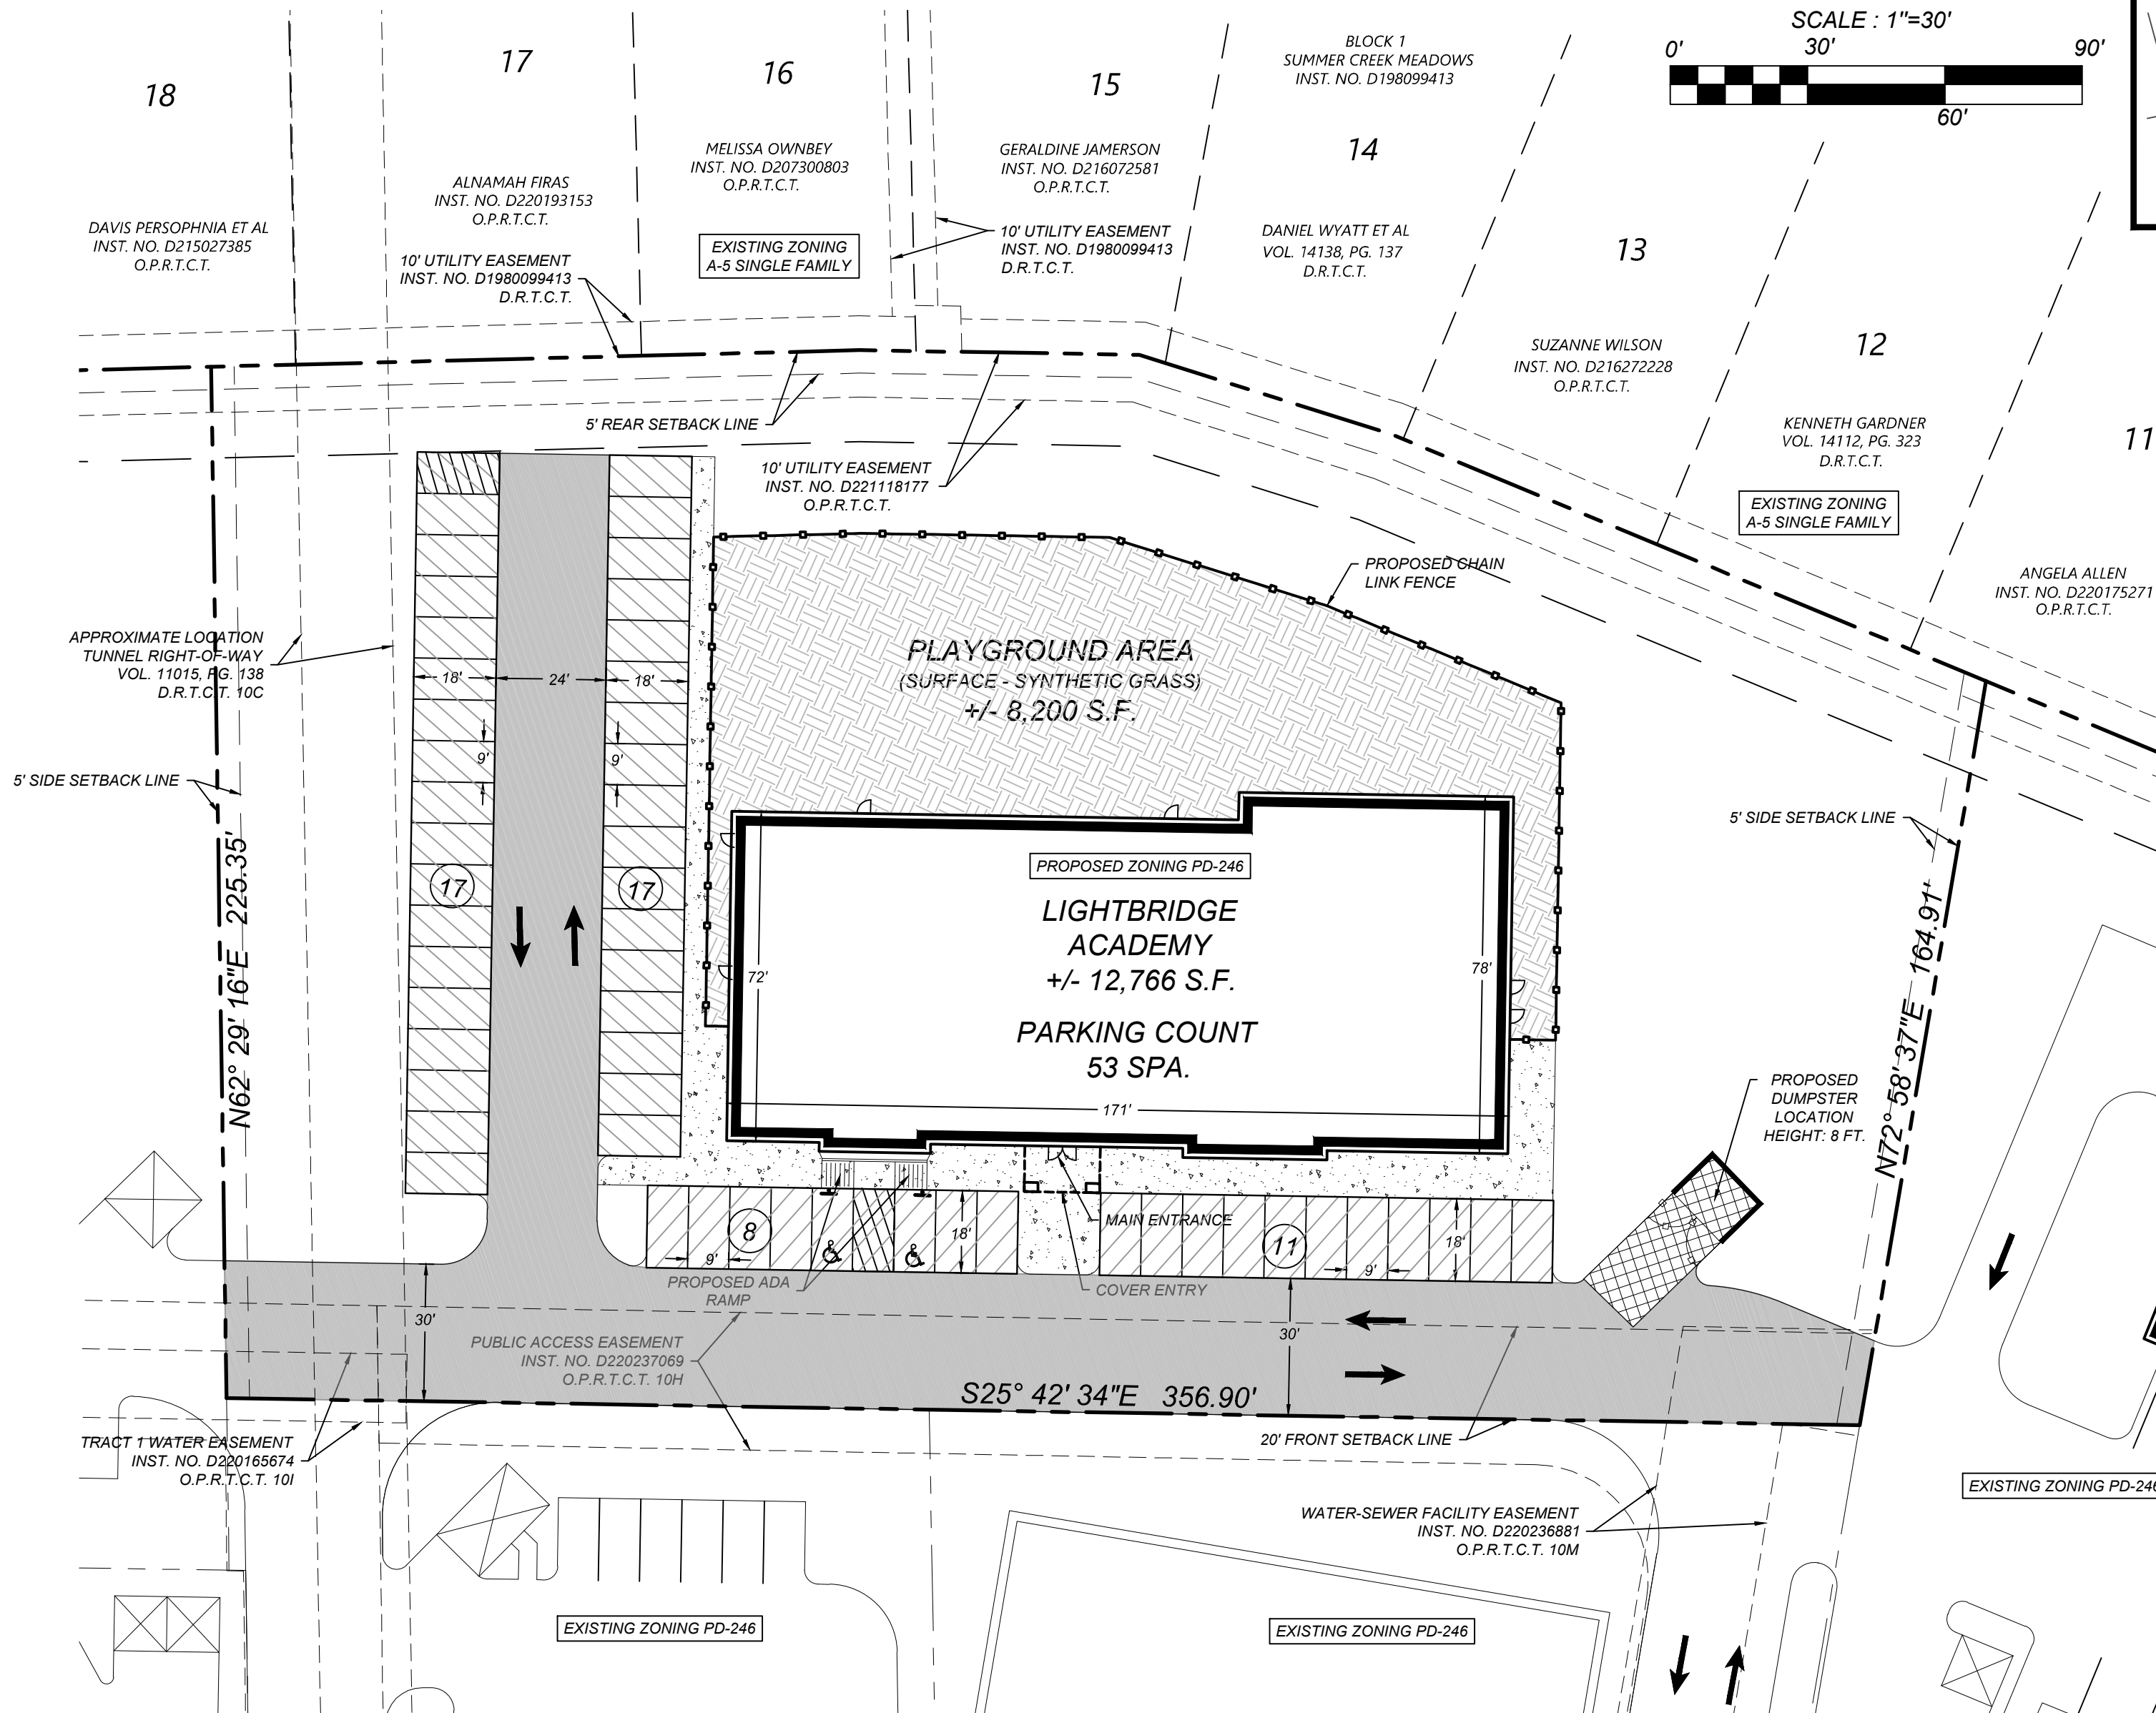 SCALE : 1"=30'
0'
30'
90'
60'
18
17
16
15
BLOCK 1
SUMMER CREEK MEADOWS
INST. NO. D198099413
14
13
12
11
DAVIS PERSOPHNIA ET AL
INST. NO. D215027385
O.P.R.T.C.T.
ALNAMAH FIRAS
INST. NO. D220193153
O.P.R.T.C.T.
MELISSA OWNBEY
INST. NO. D207300803
O.P.R.T.C.T.
GERALDINE JAMERSON
INST. NO. D216072581
O.P.R.T.C.T.
DANIEL WYATT ET AL
VOL. 14138, PG. 137
D.R.T.C.T.
SUZANNE WILSON
INST. NO. D216272228
O.P.R.T.C.T.
KENNETH GARDNER
VOL. 14112, PG. 323
D.R.T.C.T.
ANGELA ALLEN
INST. NO. D220175271
O.P.R.T.C.T.
10' UTILITY EASEMENT
INST. NO. D1980099413
D.R.T.C.T.
EXISTING ZONING
A-5 SINGLE FAMILY
10' UTILITY EASEMENT
INST. NO. D1980099413
D.R.T.C.T.
5' REAR SETBACK LINE
10' UTILITY EASEMENT
INST. NO. D221118177
O.P.R.T.C.T.
EXISTING ZONING
A-5 SINGLE FAMILY
PROPOSED CHAIN
LINK FENCE
APPROXIMATE LOCATION
TUNNEL RIGHT-OF-WAY
VOL. 11015, PG. 138
D.R.T.C.T. 10C
18'
24'
18'
9'
9'
PLAYGROUND AREA
(SURFACE - SYNTHETIC GRASS)
+/- 8,200 S.F.
5' SIDE SETBACK LINE
5' SIDE SETBACK LINE
N62° 29' 16"E 225.35'
17
17
PROPOSED ZONING PD-246
LIGHTBRIDGE
ACADEMY
+/- 12,766 S.F.
PARKING COUNT
53 SPA.
72'
78'
171'
N72° 58' 37"E 164.91'
PROPOSED
DUMPSTER
LOCATION
HEIGHT: 8 FT.
8
9'
18'
MAIN ENTRANCE
11
9'
18'
PROPOSED ADA
RAMP
COVER ENTRY
30'
30'
PUBLIC ACCESS EASEMENT
INST. NO. D220237069
O.P.R.T.C.T. 10H
S25° 42' 34"E 356.90'
20' FRONT SETBACK LINE
TRACT 1 WATER EASEMENT
INST. NO. D220165674
O.P.R.T.C.T. 10I
WATER-SEWER FACILITY EASEMENT
INST. NO. D220236881
O.P.R.T.C.T. 10M
EXISTING ZONING PD-246
EXISTING ZONING PD-246
EXISTING ZONING PD-246